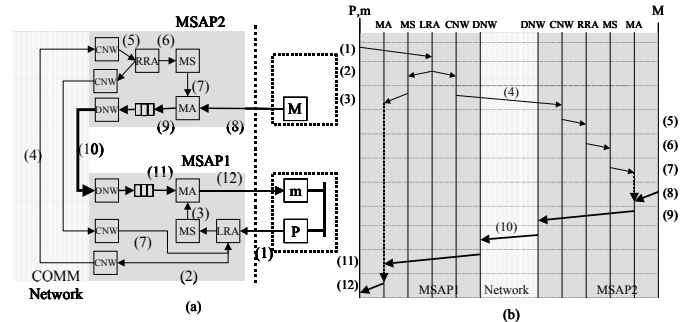 MSAP2
CNW
(5)
(6)
RRA
MS
CNW
(7)
DNW
MA
M
(9)
(8)
(4)
(10)
MSAP1
(11)
(12)
DNW
MA
m
(3)
CNW
MS
LRA
P
(7)
(1)
CNW
(2)
COMM
Network
(a)
P,m
M
MA
MS
LRA
CNW
DNW
DNW
CNW
RRA
MS
MA
(1)
(2)
(3)
(4)
(5)
(6)
(7)
(8)
(9)
(10)
(11)
(12)
MSAP1
Network
MSAP2
(b)